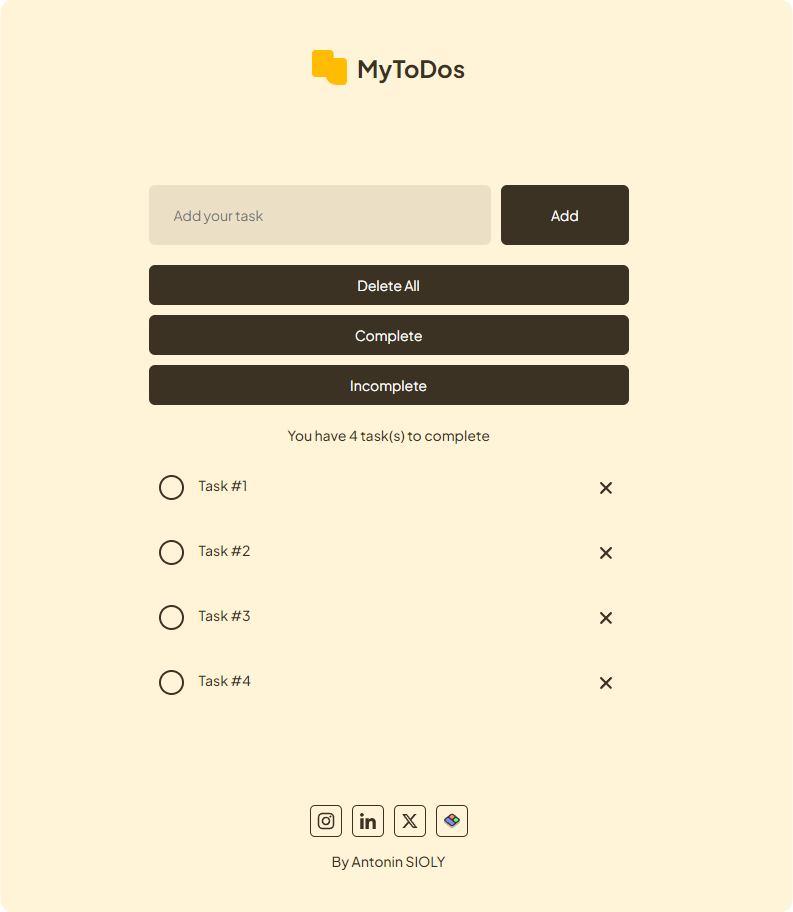 MyToDos
Add your task
Add
Delete All
Complete
Incomplete
You have 4 task(s) to complete
Task #1
Task #2
Task #3
Task #4
By Antonin SIOLY